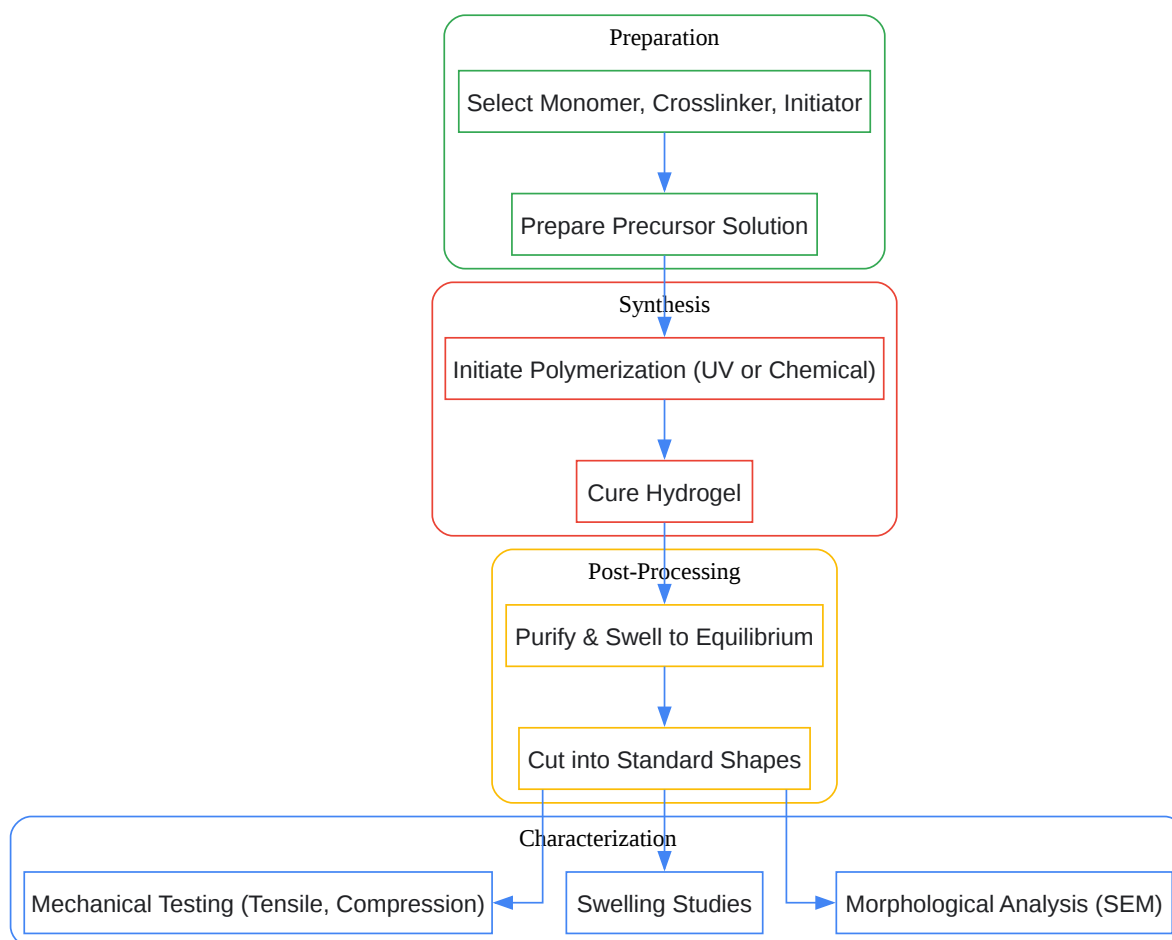 Preparation
Select Monomer, Crosslinker, Initiator
Prepare Precursor Solution
Synthesis
Initiate Polymerization (UV or Chemical)
Cure Hydrogel
Post-Processing
Purify & Swell to Equilibrium
Cut into Standard Shapes
Characterization
Mechanical Testing (Tensile, Compression)
Swelling Studies
Morphological Analysis (SEM)